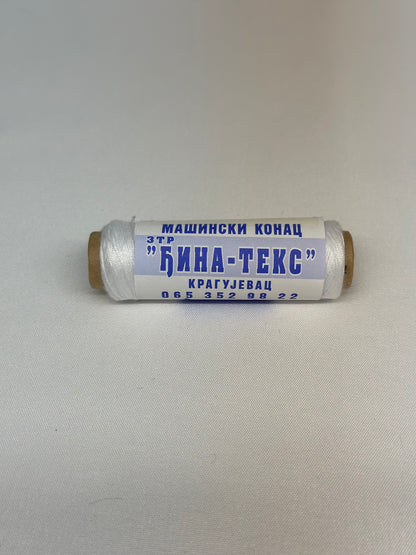 МАШИНСКИ КОНАЦ
ЗТР
"ЂИНА-ТЕКС"
КРАГУЈЕВАЦ
065 352 98 22